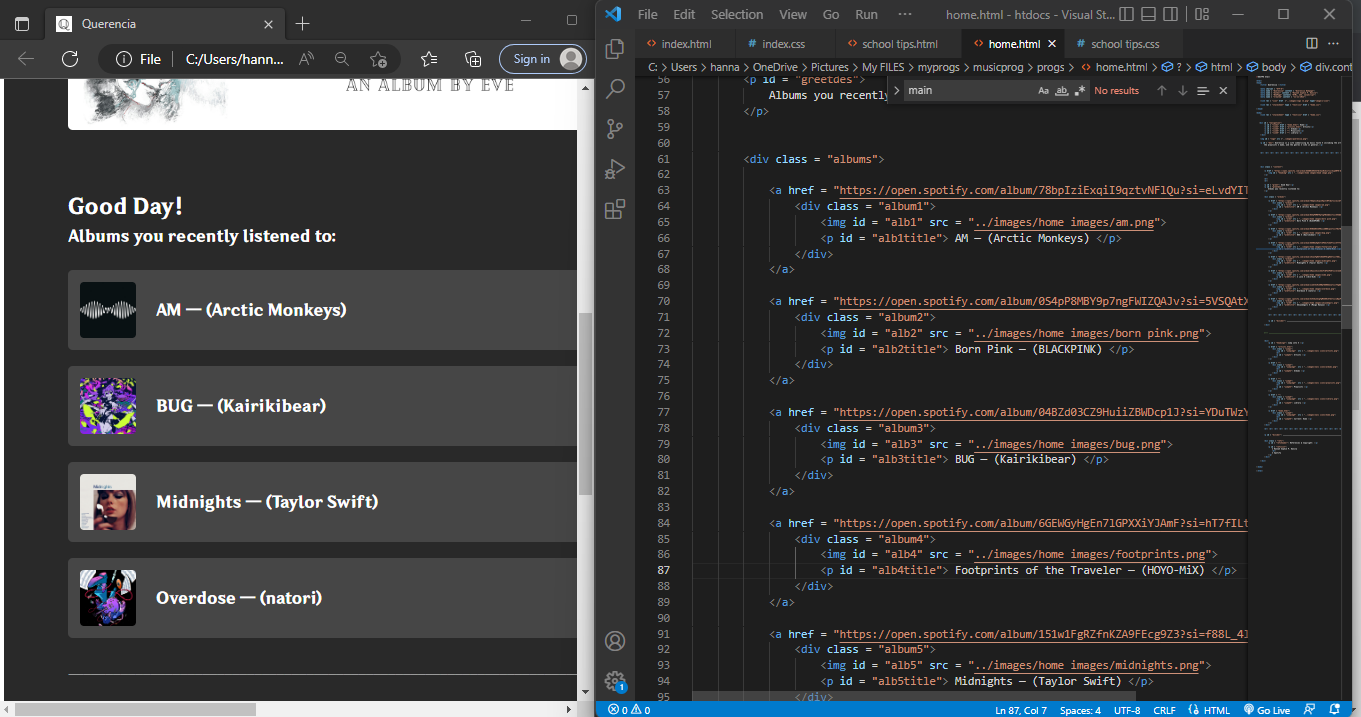 Querencia
File
C:/Users/hann...
Sign in
AN ALBUM BY EVE
Good Day!
Albums you recently listened to:
AM — (Arctic Monkeys)
BUG — (Kairikibear)
Midnights — (Taylor Swift)
Overdose — (natori)
File Edit Selection View Go Run ··· home.html - htdocs - Visual St...
index.html
index.css
school tips.html
home.html
school tips.css
C: > Users > hanna > OneDrive > Pictures > My FILES > myprogs > musicprog > progs > home.html > ? > html > body > div.cont
main
Aa ab .*
No results
56 <p id = "greetdes">
57 Albums you recently
58 </p>
59
60
61 <div class = "albums">
62
63 <a href = "https://open.spotify.com/album/78bpIziExqiI9qztvNFlQu?si=eLvdYIT
64 <div class = "album1">
65 <img id = "alb1" src = "../images/home images/am.png">
66 <p id = "alb1title"> AM — (Arctic Monkeys) </p>
67 </div>
68 </a>
69
70 <a href = "https://open.spotify.com/album/0S4pP8MBY9p7ngFWIZQAJv?si=5VSQAtX
71 <div class = "album2">
72 <img id = "alb2" src = "../images/home images/born pink.png">
73 <p id = "alb2title"> Born Pink — (BLACKPINK) </p>
74 </div>
75 </a>
76
77 <a href = "https://open.spotify.com/album/04BZd03CZ9HuiiZBWDcp1J?si=YDuTWzY
78 <div class = "album3">
79 <img id = "alb3" src = "../images/home images/bug.png">
80 <p id = "alb3title"> BUG — (Kairikibear) </p>
81 </div>
82 </a>
83
84 <a href = "https://open.spotify.com/album/6GEWGyHgEn7lGPXXiYJAmF?si=hT7fILt
85 <div class = "album4">
86 <img id = "alb4" src = "../images/home images/footprints.png">
87 <p id = "alb4title"> Footprints of the Traveler — (HOYO-MiX) </p>
88 </div>
89 </a>
90
91 <a href = "https://open.spotify.com/album/151w1FgRZfnKZA9FEcg9Z3?si=f88L_4J
92 <div class = "album5">
93 <img id = "alb5" src = "../images/home images/midnights.png">
94 <p id = "alb5title"> Midnights — (Taylor Swift) </p>
95 </div>
1
0 0 Ln 87, Col 7 Spaces: 4 UTF-8 CRLF HTML Go Live